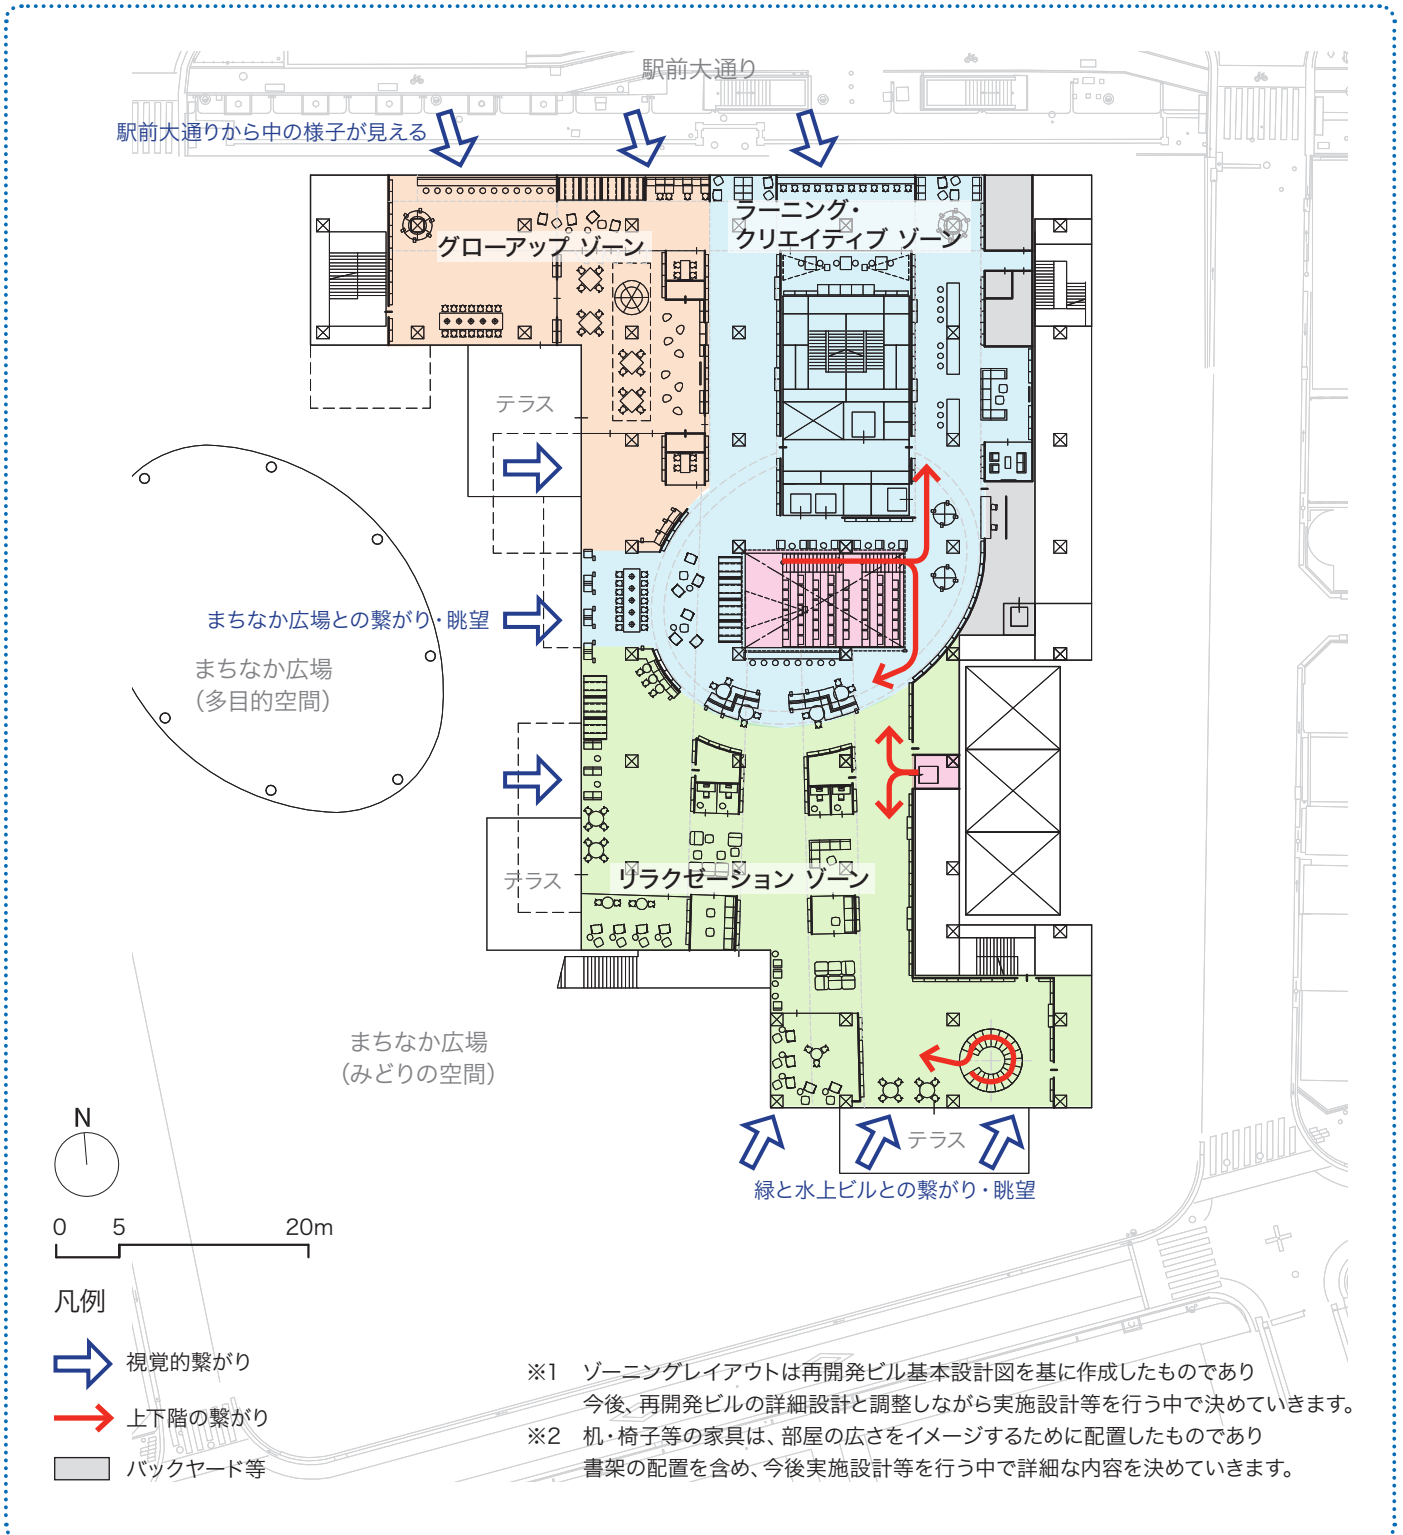 駅前大通り
駅前大通りから中の様子が見える
ラーニング・
クリエイティブ ゾーン
グローアップ ゾーン
テラス
まちなか広場との繋がり・眺望
まちなか広場
（多目的空間）
リラクゼーション ゾーン
テラス
まちなか広場
（みどりの空間）
テラス
緑と水上ビルとの繋がり・眺望
N
0 5 20m
凡例
視覚的繋がり
上下階の繋がり
バックヤード等
※1 ゾーニングレイアウトは再開発ビル基本設計図を基に作成したものであり
今後、再開発ビルの詳細設計と調整しながら実施設計等を行う中で決めていきます。
※2 机・椅子等の家具は、部屋の広さをイメージするために配置したものであり
書架の配置を含め、今後実施設計等を行う中で詳細な内容を決めていきます。